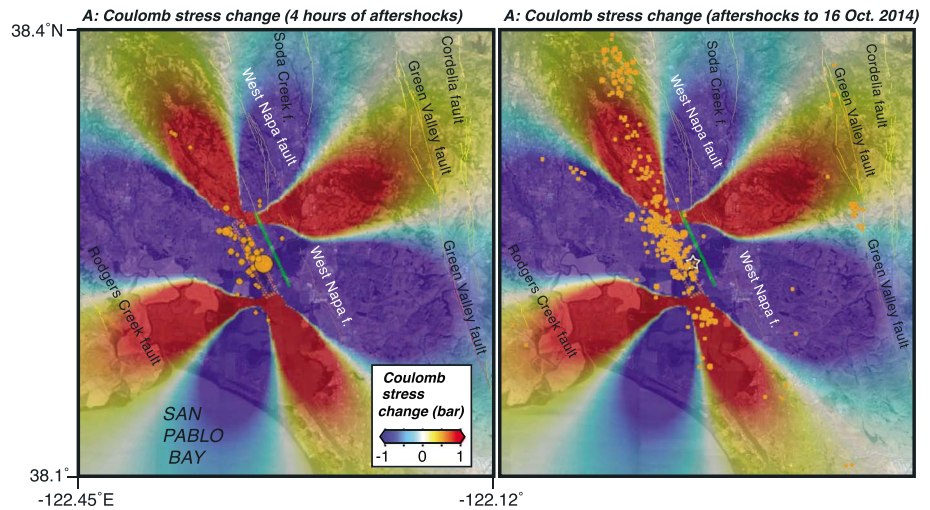 A: Coulomb stress change (4 hours of aftershocks)
A: Coulomb stress change (aftershocks to 16 Oct. 2014)
38.4°N
Soda Creek f.
West Napa fault
Green Valley fault
Cordelia fault
Rodgers Creek fault
West Napa f.
Green Valley fault
SAN
PABLO
BAY
Coulomb
stress
change (bar)
-1 0 1
Soda Creek f.
West Napa fault
Green Valley fault
Cordelia fault
Rodgers Creek fault
West Napa f.
Green Valley fault
38.1°
-122.45°E
-122.12°